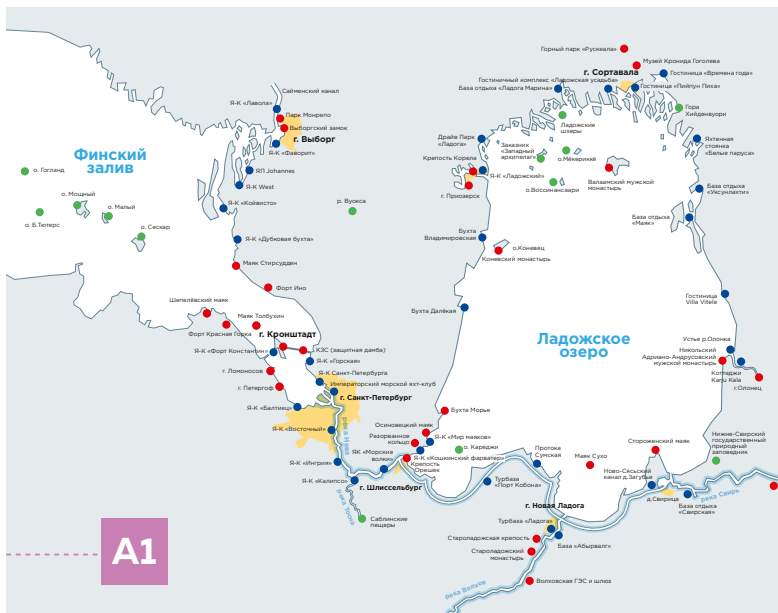 Горный парк «Рускеала»
Музей Кронида Гоголева
г. Сортавала
Гостиничный комплекс «Ладожская усадьба»
Гостиница «Времена года»
База отдыха «Ладога Марина»
Гостиница «Пийпун Пиха»
Сайменский канал
Я-К «Лавола»
Парк Монрепо
Выборгский замок
г. Выборг
Я-К «Фаворит»
Гора
Хийденвуори
Ладожские
шхеры
Драйв Парк
«Ладога»
Заказник
«Западный
архипелаг»
о.Мёкериккё
Яхтенная
стоянка
«Белые паруса»
Финский
залив
о. Гогланд
ЯП Johannes
Крепость Корела
Я-К «Ладожский»
Валаамский мужской
монастырь
Я-К West
г. Приозерск
о.Воссинансаари
База отдыха
«Уксунлахти»
о. Мощный
о. Малый
о. Б.Тютерс
о. Сескар
Я-К «Койвисто»
р. Вуокса
База отдыха
«Маяк»
Я-К «Дубковая бухта»
Бухта
Владимировская
о.Коневец
Коневский монастырь
Маяк Стирсудден
Форт Ино
Гостиница
Villa Vitele
Шепелёвский маяк
Маяк Толбухин
Бухта Далёкая
Форт Красная Горка
г. Кронштадт
Ладожское
озеро
Устье р.Олонка
Я-К «Форт Константин»
КЗС (защитная дамба)
Никольский
Адриано-Андрусовский
мужской монастырь
Я-К «Горская»
г. Ломоносов
Я-К Санкт-Петербурга
Коттеджи
Karju Kala
г. Петергоф
Императорский морской яхт-клуб
г.Олонец
г. Санкт-Петербург
Я-К «Балтиец»
Бухта Морье
река Нева
Осиновецкий маяк
Я-К «Восточный»
Разорванное
кольцо
Я-К «Мир маяков»
о. Кареджи
Нижне-Свирский
государственный
природный
заповедник
Протока
Сумская
Стороженский маяк
Маяк Сухо
ЯК «Морские
волки»
Я-К «Кошкинский фарватер»
Крепость
Орешек
Я-К «Ингрия»
Ново-Сясьский
канал д.Загубье
г. Шлиссельбург
Я-К «Калипсо»
Турбаза
«Порт Кобона»
д.Свирица
река Свирь
База отдыха
«Свирская»
река Тосна
г. Новая Ладога
Саблинские
пещеры
Турбаза «Ладога»
Староладожская крепость
База «Абырвалг»
Староладожский
монастырь
A1
река Волхов
Волховская ГЭС и шлюз